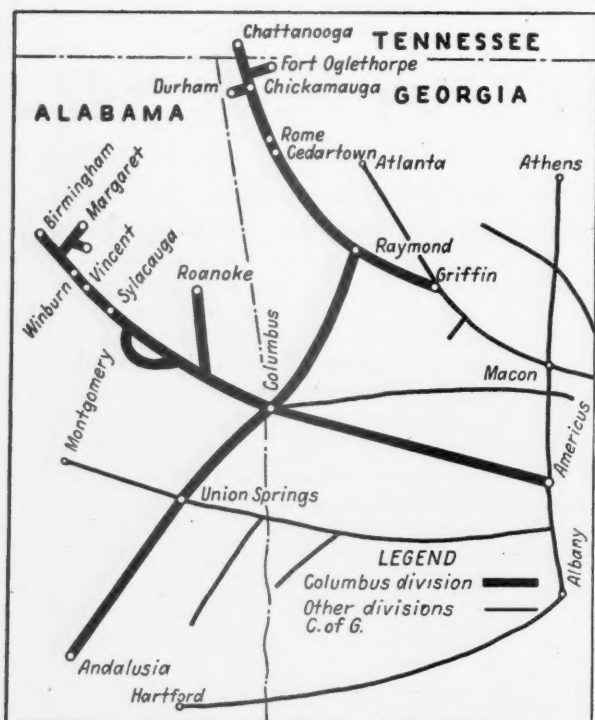 Chattanooga
TENNESSEE
Fort Oglethorpe
Durham
Chickamauga
GEORGIA
ALABAMA
Rome
Cedartown
Atlanta
Athens
Birmingham
Margaret
Vincent
Winburn
Sylacauga
Roanoke
Raymond
Griffin
Columbus
Macon
Montgomery
Americus
Union Springs
Albany
LEGEND
Columbus division
Other divisions
C. of G.
Andalusia
Hartford